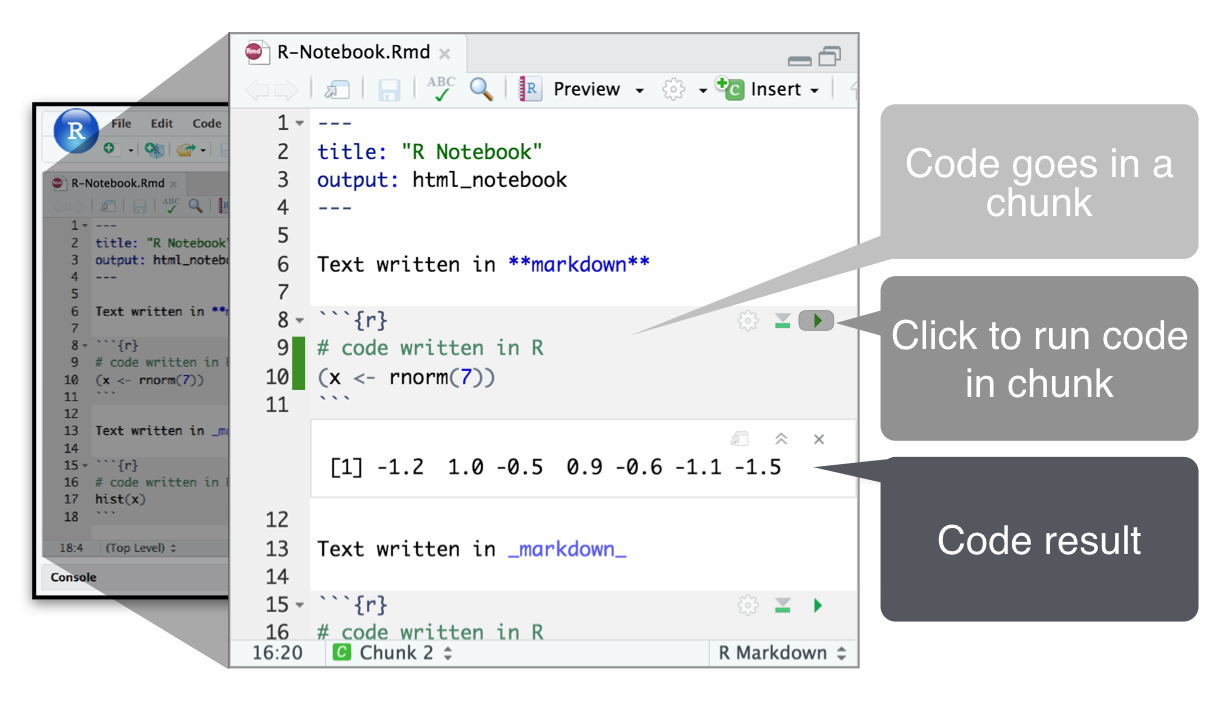 R
File Edit Code
R-Notebook.Rmd
ABC
1 ---
2 title: "R Notebook"
3 output: html_noteb
4 ---
5
6 Text written in **m
7
8 ```{r}
9 # code written in R
10 (x <- rnorm(7))
11 ```
12
13 Text written in _ma
14
15 ```{r}
16 # code written in R
17 hist(x)
18 ```
18:4 (Top Level)
Console
Rmd R-Notebook.Rmd
ABC R Preview C Insert
1 ---
2 title: "R Notebook"
3 output: html_notebook
4 ---
5
6 Text written in **markdown**
7
8 ```{r}
9 # code written in R
10 (x <- rnorm(7))
11 ```
[1] -1.2 1.0 -0.5 0.9 -0.6 -1.1 -1.5
12
13 Text written in _markdown_
14
15 ```{r}
16 # code written in R
16:20 C Chunk 2 R Markdown
Code goes in a
chunk
Click to run code
in chunk
Code result